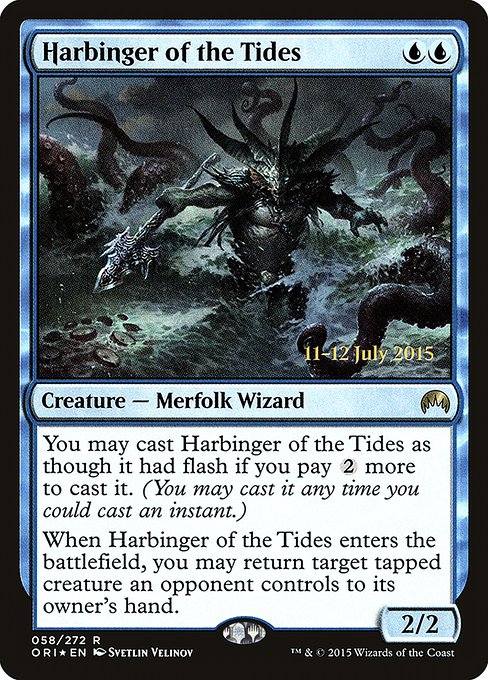 Harbinger of the Tides
11-12 July 2015
Creature — Merfolk Wizard
You may cast Harbinger of the Tides as
though it had flash if you pay 2 more
to cast it. (You may cast it any time you
could cast an instant.)
When Harbinger of the Tides enters the
battlefield, you may return target tapped
creature an opponent controls to its
owner's hand.
2/2
058/272 R
ORI★EN Svetlin Velinov
™ & © 2015 Wizards of the Coast